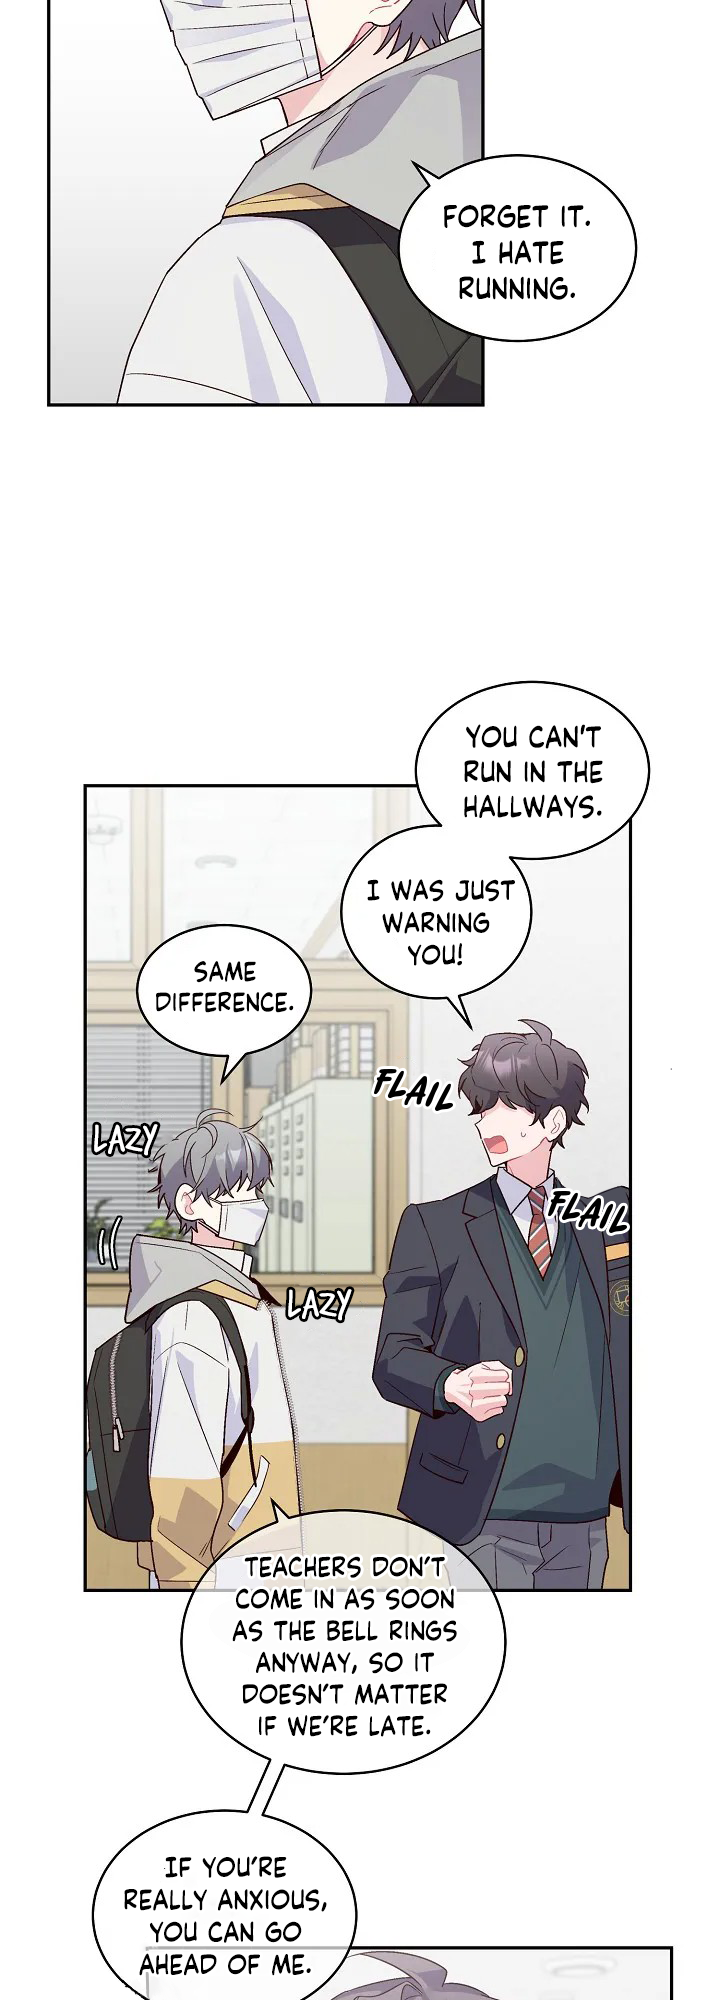 FORGET IT.
I HATE
RUNNING.
YOU CAN'T
RUN IN THE
HALLWAYS.
I WAS JUST
WARNING
YOU!
SAME
DIFFERENCE.
FLAIL
LAZY
FLAIL
LAZY
TEACHERS DON'T
COME IN AS SOON
AS THE BELL RINGS
ANYWAY, SO IT
DOESN'T MATTER
IF WE'RE LATE.
IF YOU'RE
REALLY ANXIOUS,
YOU CAN GO
AHEAD OF ME.